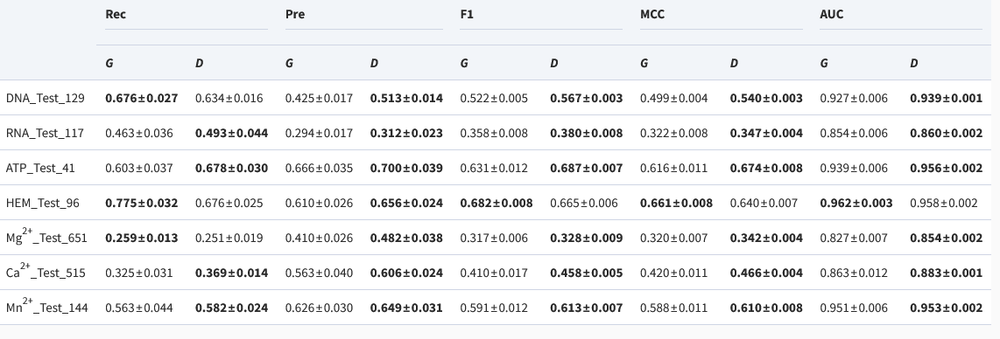 Rec Pre F1 MCC AUC
G D G D G D G D G D
DNA_Test_129 0.676±0.027 0.634±0.016 0.425±0.017 0.513±0.014 0.522±0.005 0.567±0.003 0.499±0.004 0.540±0.003 0.927±0.006 0.939±0.001
RNA_Test_117 0.463±0.036 0.493±0.044 0.294±0.017 0.312±0.023 0.358±0.008 0.380±0.008 0.322±0.008 0.347±0.004 0.854±0.006 0.860±0.002
ATP_Test_41 0.603±0.037 0.678±0.030 0.666±0.035 0.700±0.039 0.631±0.012 0.687±0.007 0.616±0.011 0.674±0.008 0.939±0.006 0.956±0.002
HEM_Test_96 0.775±0.032 0.676±0.025 0.610±0.026 0.656±0.024 0.682±0.008 0.665±0.006 0.661±0.008 0.640±0.007 0.962±0.003 0.958±0.002
Mg²⁺_Test_651 0.259±0.013 0.251±0.019 0.410±0.026 0.482±0.038 0.317±0.006 0.328±0.009 0.320±0.007 0.342±0.004 0.827±0.007 0.854±0.002
Ca²⁺_Test_515 0.325±0.031 0.369±0.014 0.563±0.040 0.606±0.024 0.410±0.017 0.458±0.005 0.420±0.011 0.466±0.004 0.863±0.012 0.883±0.001
Mn²⁺_Test_144 0.563±0.044 0.582±0.024 0.626±0.030 0.649±0.031 0.591±0.012 0.613±0.007 0.588±0.011 0.610±0.008 0.951±0.006 0.953±0.002